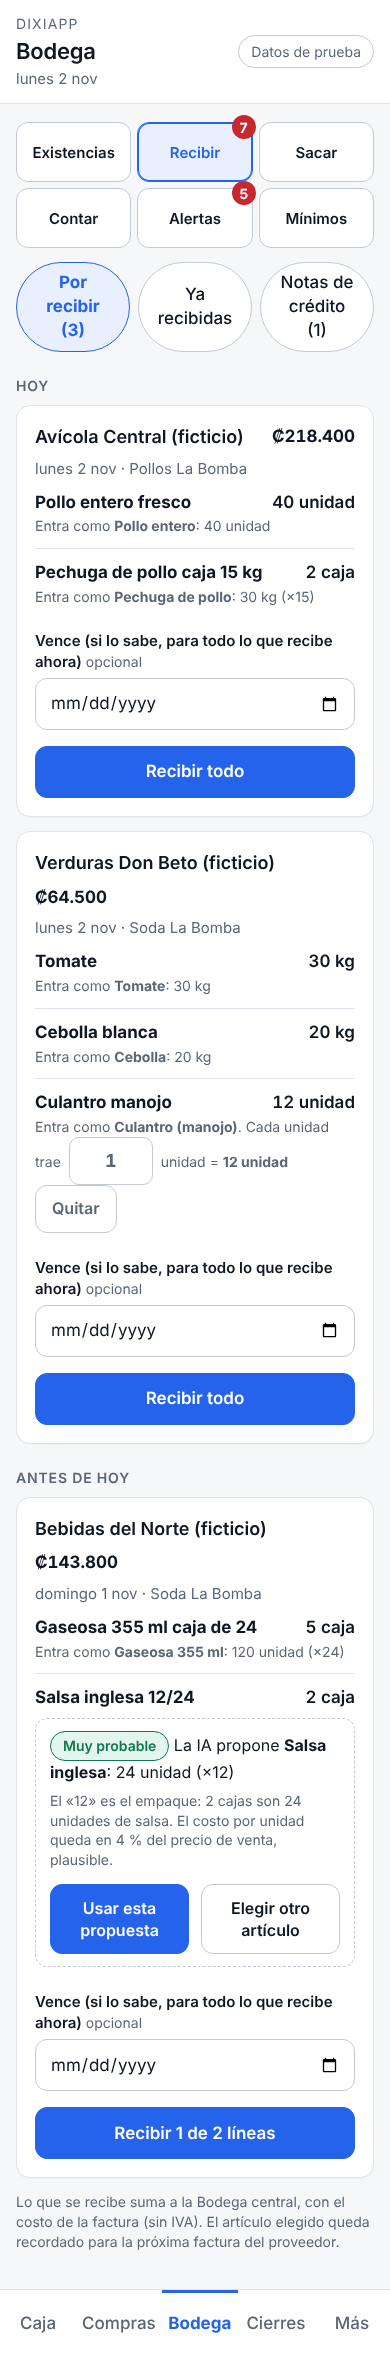 DIXIAPP
Bodega
lunes 2 nov
Datos de prueba
Existencias
Recibir
7
Sacar
Contar
Alertas
5
Mínimos
Por
recibir
(3)
Ya
recibidas
Notas de
crédito
(1)
HOY
Avícola Central (ficticio) ₡218.400
lunes 2 nov · Pollos La Bomba
Pollo entero fresco 40 unidad
Entra como Pollo entero: 40 unidad
Pechuga de pollo caja 15 kg 2 caja
Entra como Pechuga de pollo: 30 kg (×15)
Vence (si lo sabe, para todo lo que recibe
ahora) opcional
mm/dd/yyyy
Recibir todo
Verduras Don Beto (ficticio)
₡64.500
lunes 2 nov · Soda La Bomba
Tomate 30 kg
Entra como Tomate: 30 kg
Cebolla blanca 20 kg
Entra como Cebolla: 20 kg
Culantro manojo 12 unidad
Entra como Culantro (manojo). Cada unidad
trae 1 unidad = 12 unidad
Quitar
Vence (si lo sabe, para todo lo que recibe
ahora) opcional
mm/dd/yyyy
Recibir todo
ANTES DE HOY
Bebidas del Norte (ficticio)
₡143.800
domingo 1 nov · Soda La Bomba
Gaseosa 355 ml caja de 24 5 caja
Entra como Gaseosa 355 ml: 120 unidad (×24)
Salsa inglesa 12/24 2 caja
Muy probable La IA propone Salsa
inglesa: 24 unidad (×12)
El «12» es el empaque: 2 cajas son 24
unidades de salsa. El costo por unidad
queda en 4 % del precio de venta,
plausible.
Usar esta
propuesta
Elegir otro
artículo
Vence (si lo sabe, para todo lo que recibe
ahora) opcional
mm/dd/yyyy
Recibir 1 de 2 líneas
Lo que se recibe suma a la Bodega central, con el
costo de la factura (sin IVA). El artículo elegido queda
recordado para la próxima factura del proveedor.
Caja Compras Bodega Cierres Más